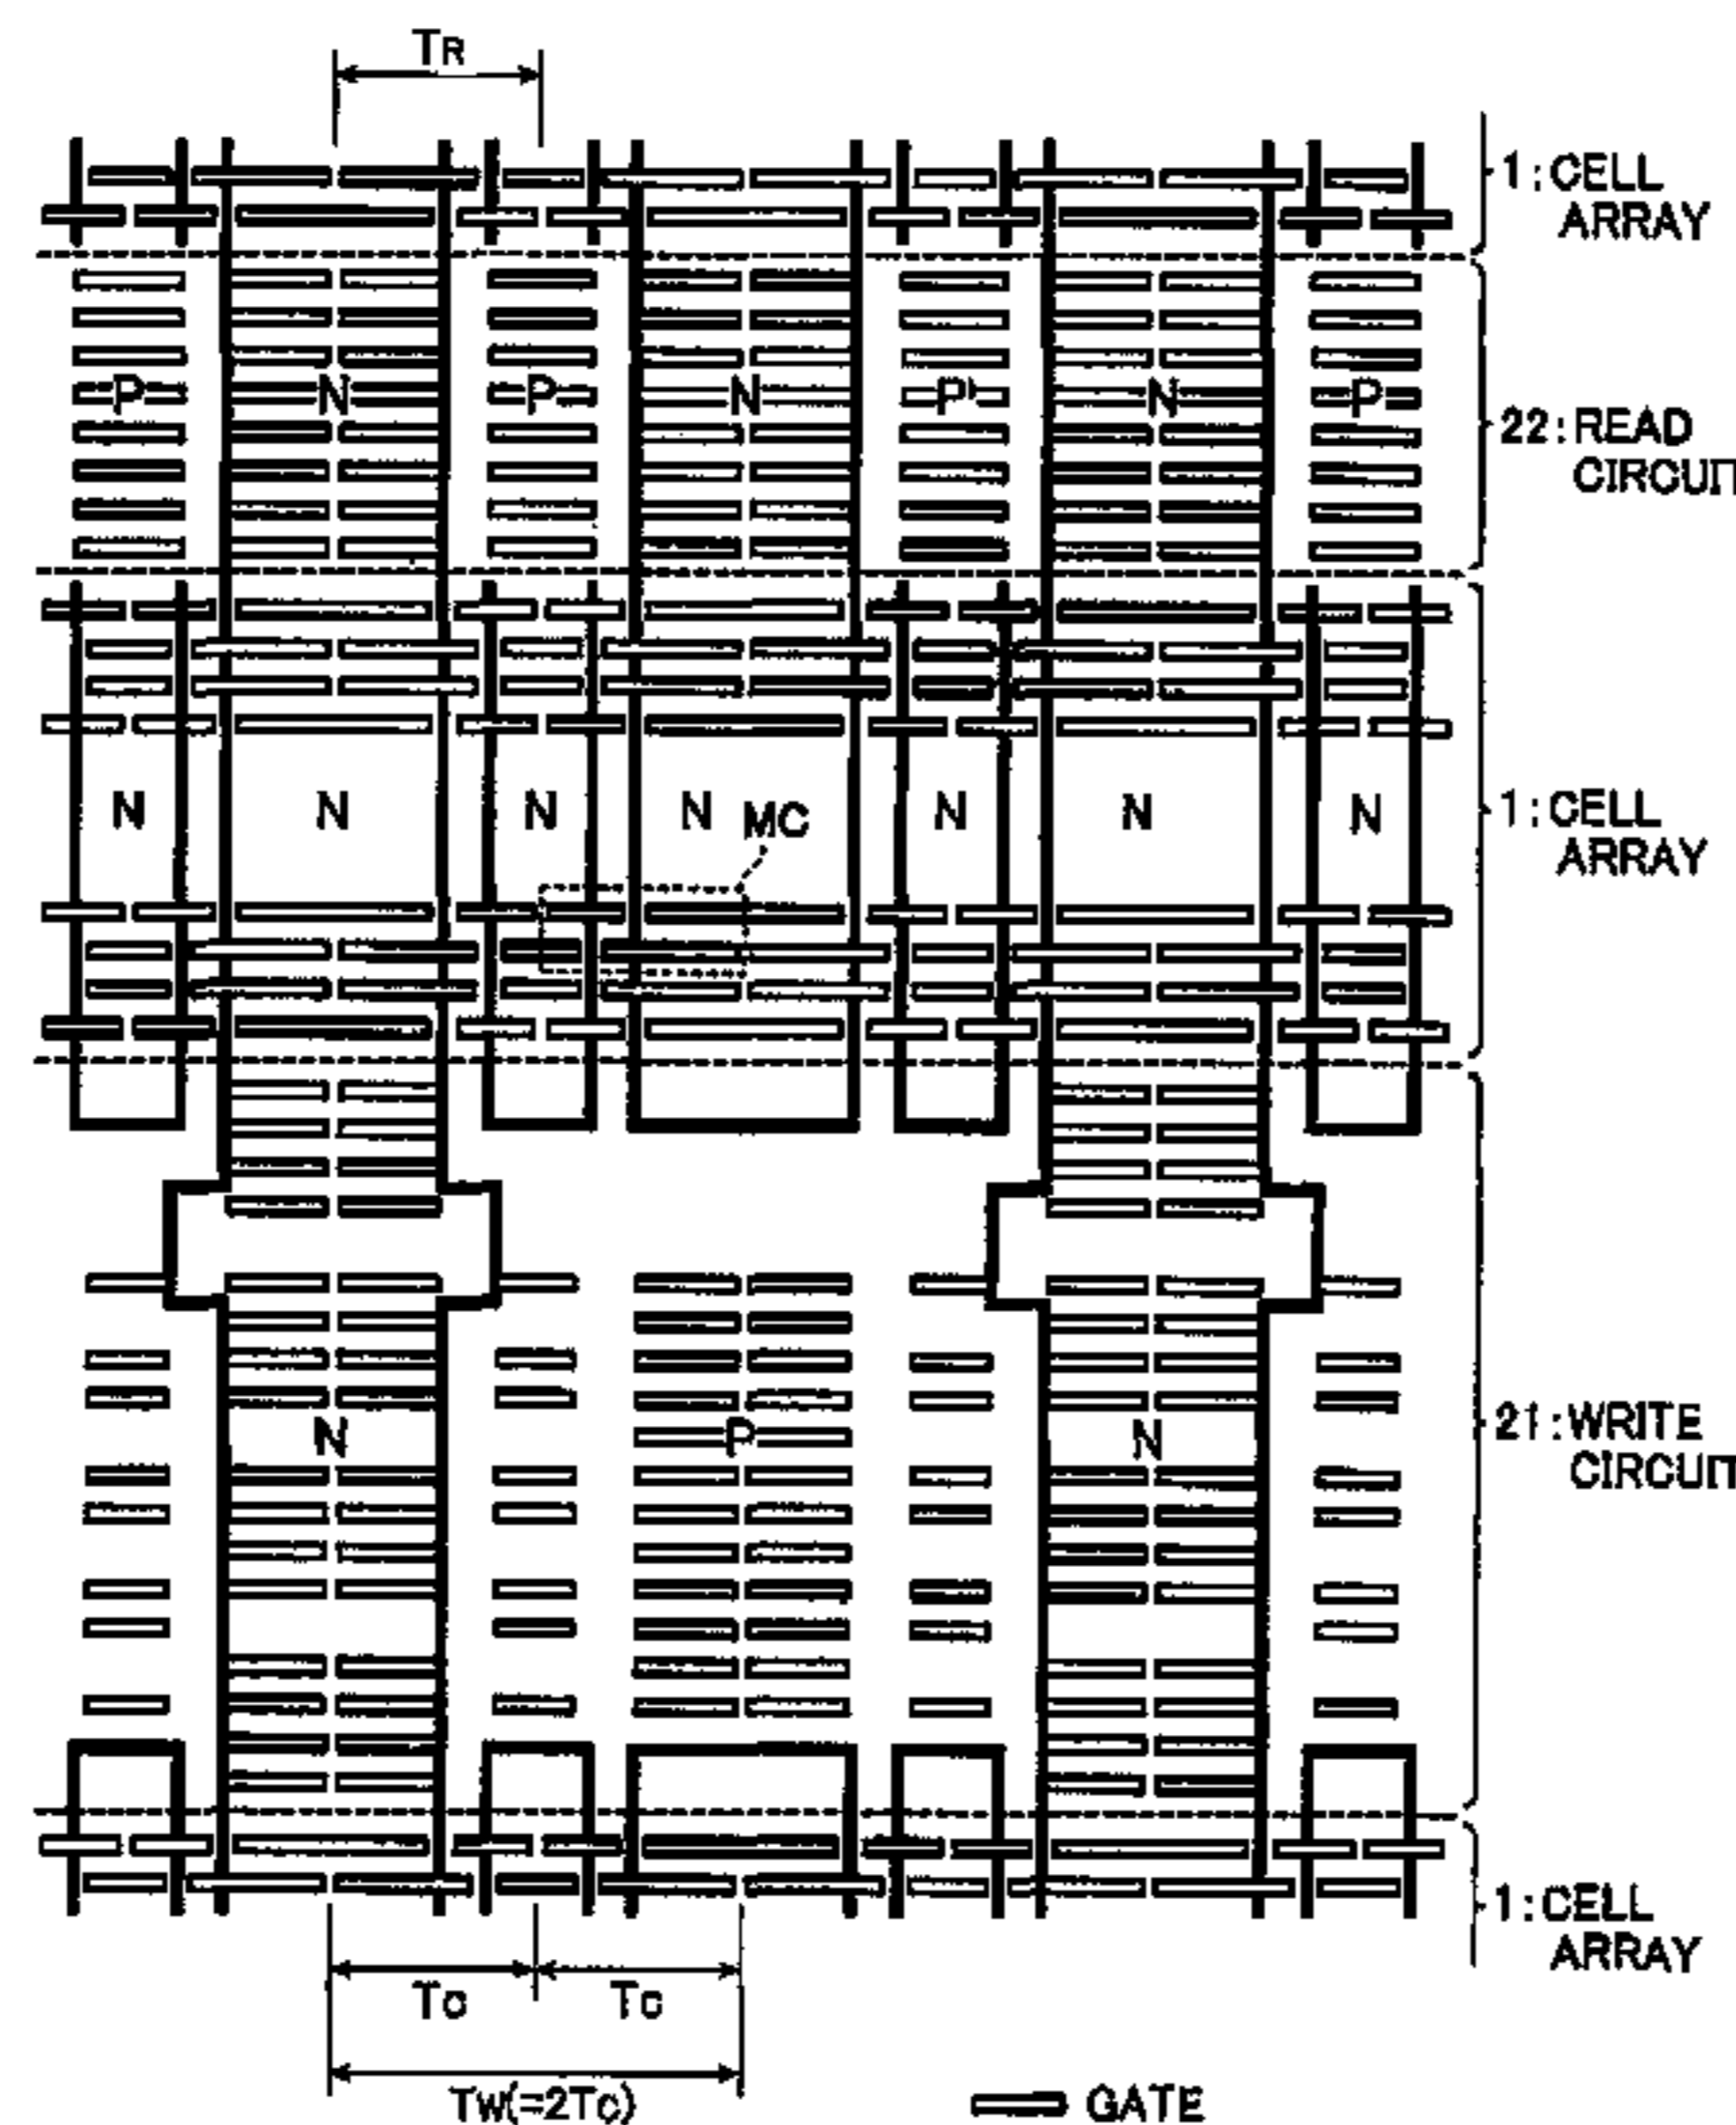 TR
1:CELL
ARRAY
P N P N P N P
22:READ
CIRCUIT
N N N N N N N
MC
1:CELL
ARRAY
N P N
21:WRITE
CIRCUIT
1:CELL
ARRAY
TC TC
TW(=2TC)
GATE